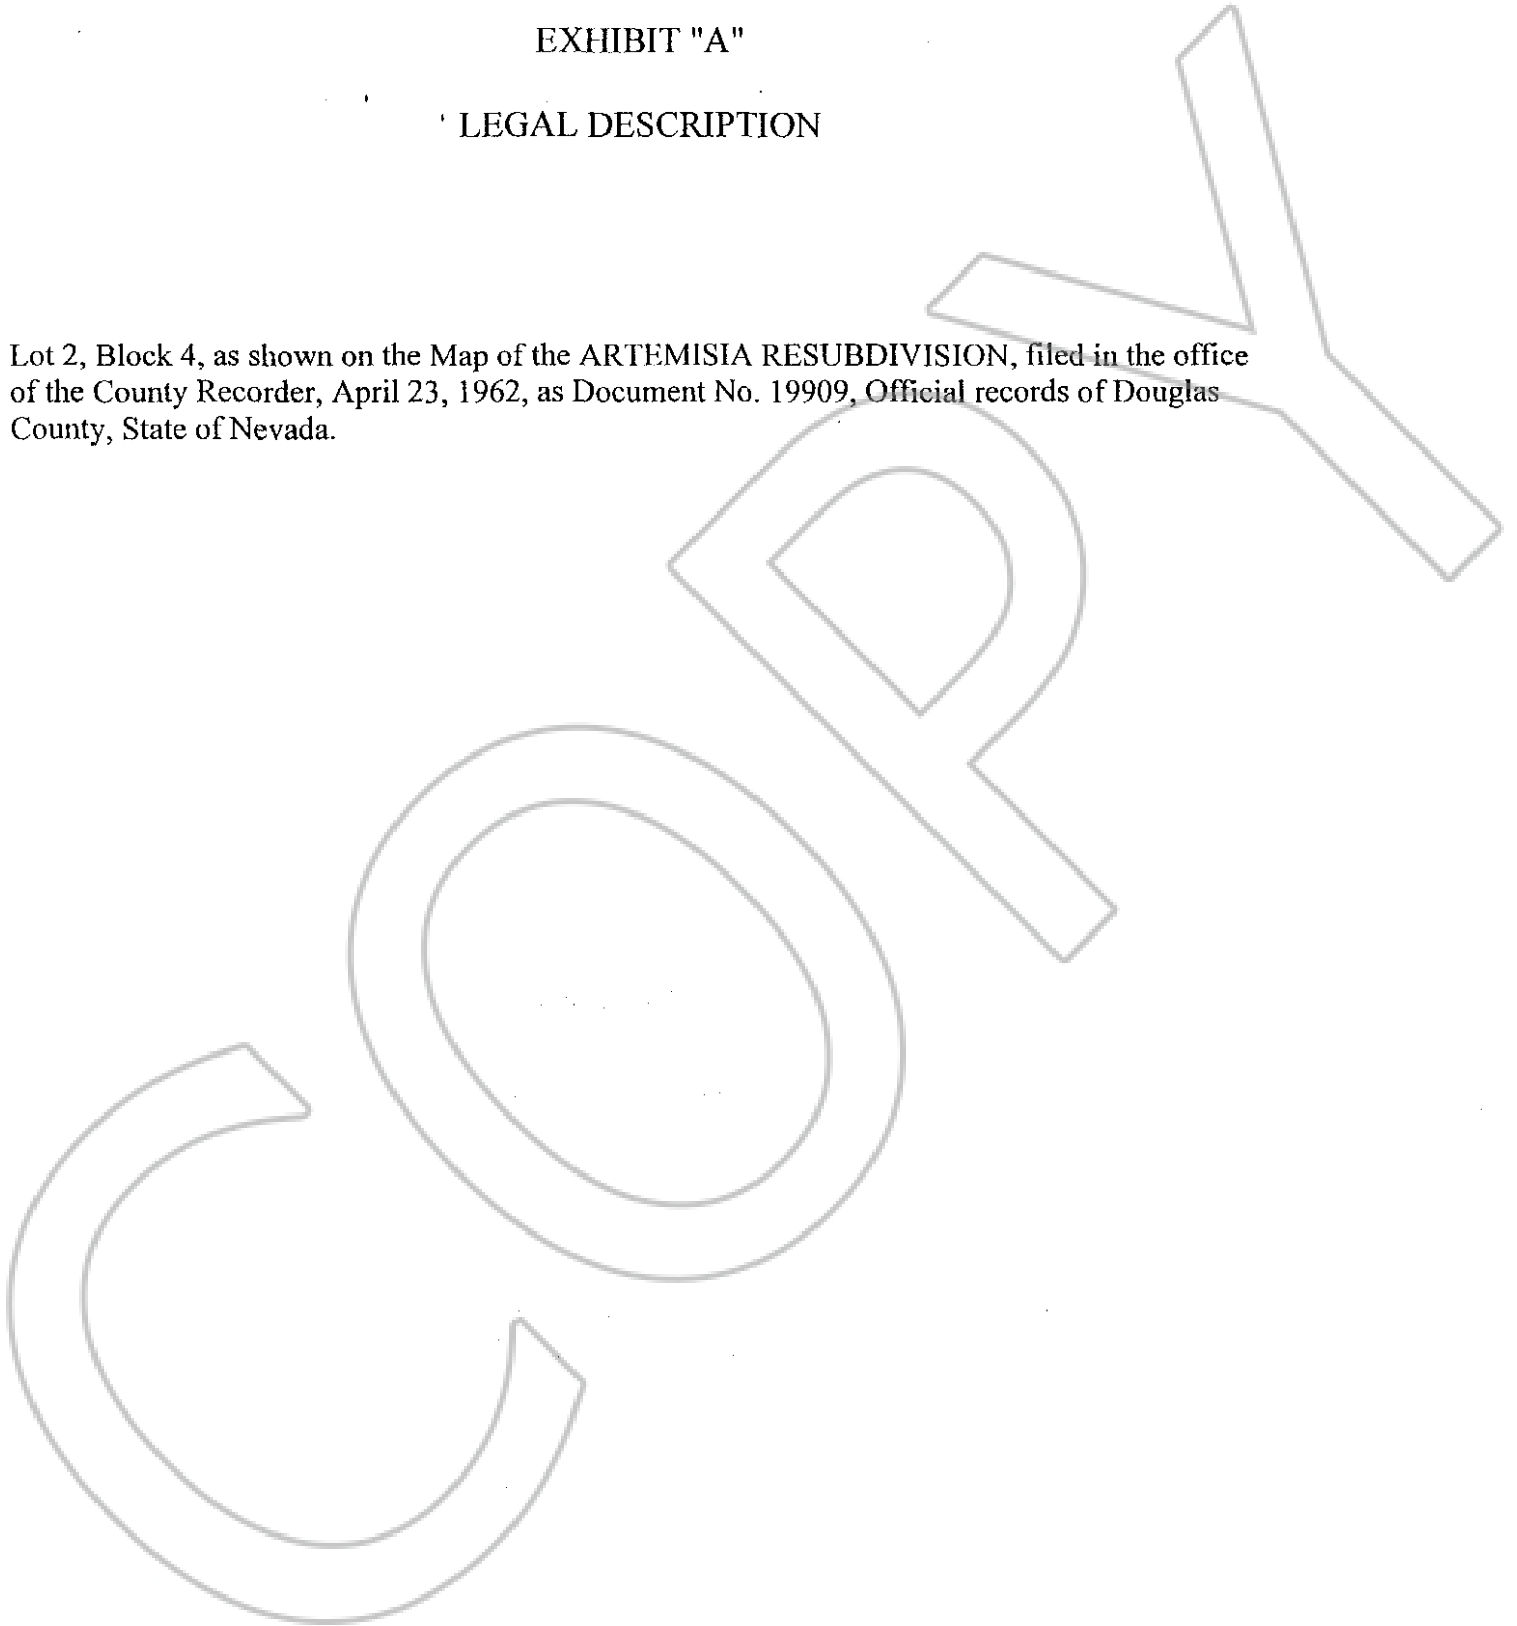 EXHIBIT "A"
LEGAL DESCRIPTION
Lot 2, Block 4, as shown on the Map of the ARTEMISIA RESUBDIVISION, filed in the office
of the County Recorder, April 23, 1962, as Document No. 19909, Official records of Douglas
County, State of Nevada.
COPY